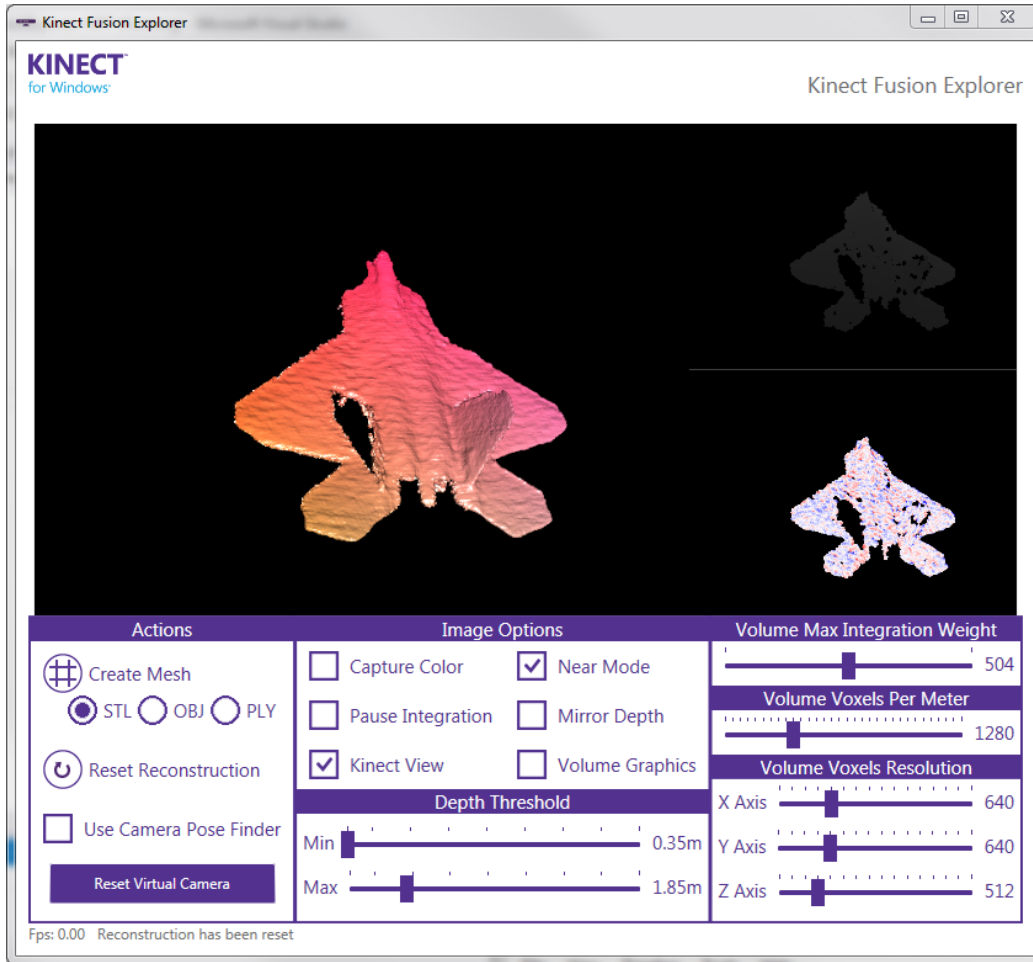 Kinect Fusion Explorer
KINECT™
for Windows®
Kinect Fusion Explorer
Actions
Create Mesh
STL OBJ PLY
Reset Reconstruction
Use Camera Pose Finder
Reset Virtual Camera
Image Options
Capture Color Near Mode
Pause Integration Mirror Depth
Kinect View Volume Graphics
Depth Threshold
Min 0.35m
Max 1.85m
Volume Max Integration Weight
504
Volume Voxels Per Meter
1280
Volume Voxels Resolution
X Axis 640
Y Axis 640
Z Axis 512
Fps: 0.00 Reconstruction has been reset